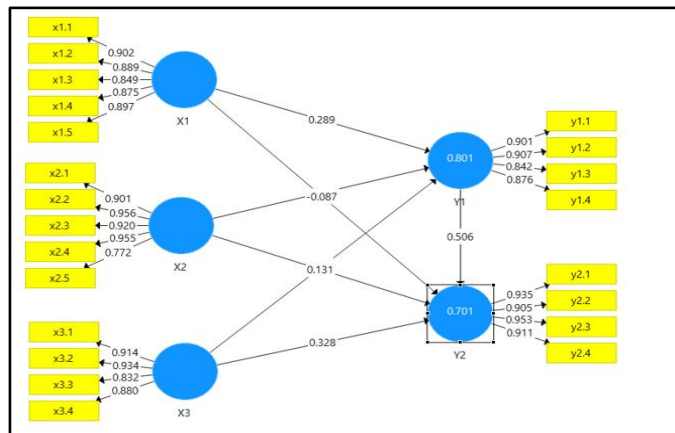 x1.1
x1.2
x1.3
x1.4
x1.5
0.902
0.889
0.849
0.875
0.897
X1
x2.1
x2.2
x2.3
x2.4
x2.5
0.901
0.956
0.920
0.955
0.772
X2
x3.1
x3.2
x3.3
x3.4
0.914
0.934
0.832
0.880
X3
0.289
-0.087
0.131
0.328
0.801
Y1
0.506
0.701
Y2
0.901
0.907
0.842
0.876
y1.1
y1.2
y1.3
y1.4
0.935
0.905
0.953
0.911
y2.1
y2.2
y2.3
y2.4